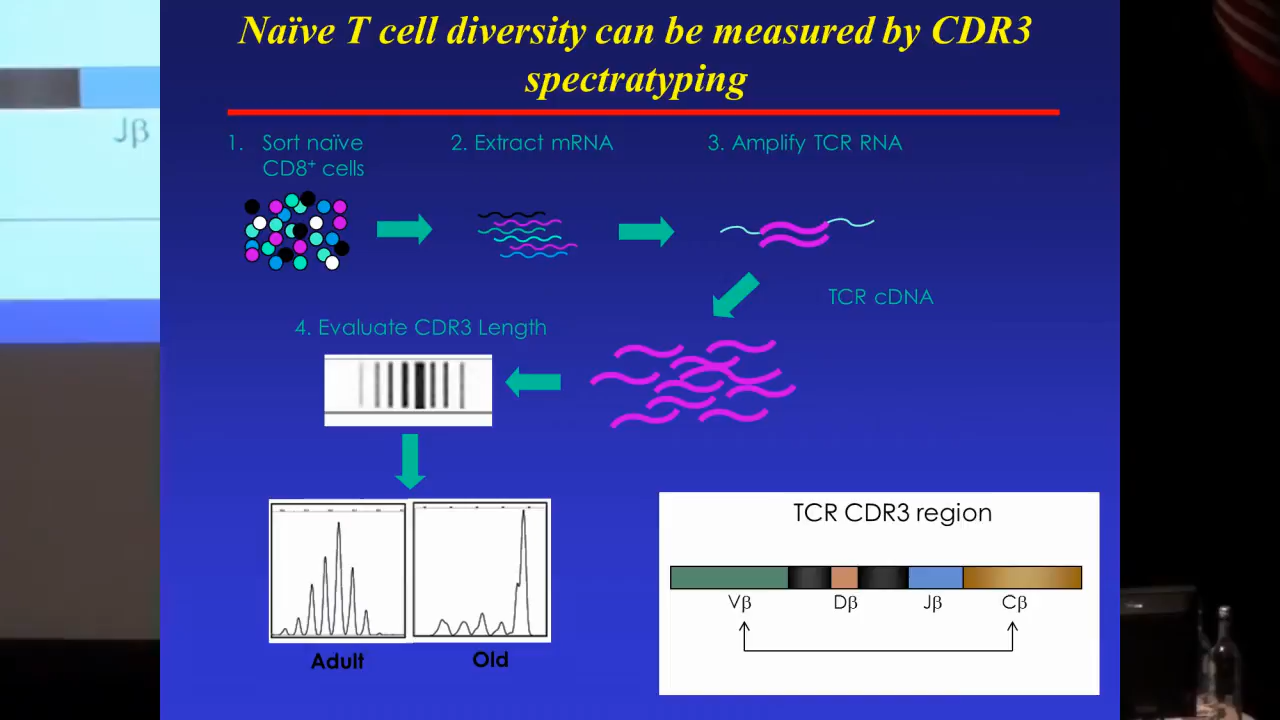 Naïve T cell diversity can be measured by CDR3
spectratyping
Jβ
1. Sort naïve
CD8⁺ cells
2. Extract mRNA
3. Amplify TCR RNA
TCR cDNA
4. Evaluate CDR3 Length
TCR CDR3 region
Vβ Dβ Jβ Cβ
Adult Old